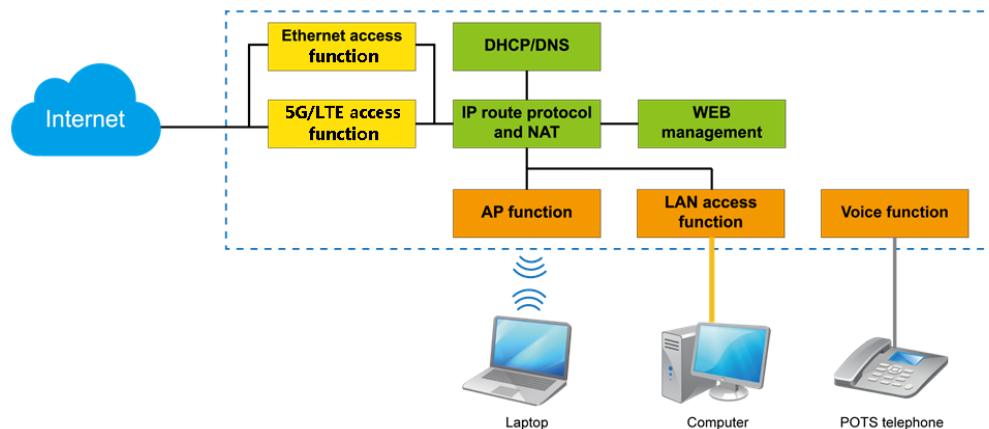 Internet
Ethernet access
function
DHCP/DNS
5G/LTE access
function
IP route protocol
and NAT
WEB
management
AP function
LAN access
function
Voice function
Laptop
Computer
POTS telephone